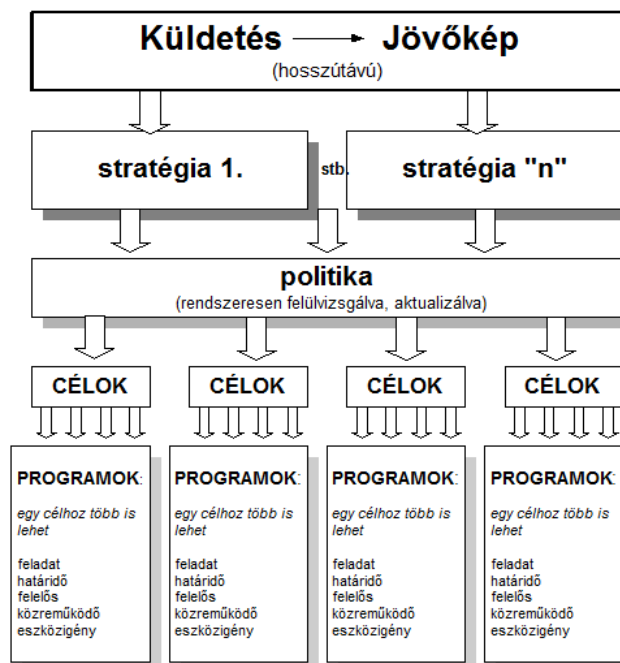 Küldetés Jövőkép
(hosszútávú)
stratégia 1.
stb.
stratégia "n"
politika
(rendszeresen felülvizsgálva, aktualizálva)
CÉLOK
CÉLOK
CÉLOK
CÉLOK
PROGRAMOK:
egy célhoz több is
lehet
feladat
határidő
felelős
közreműködő
eszközigény
PROGRAMOK:
egy célhoz több is
lehet
feladat
határidő
felelős
közreműködő
eszközigény
PROGRAMOK:
egy célhoz több is
lehet
feladat
határidő
felelős
közreműködő
eszközigény
PROGRAMOK:
egy célhoz több is
lehet
feladat
határidő
felelős
közreműködő
eszközigény